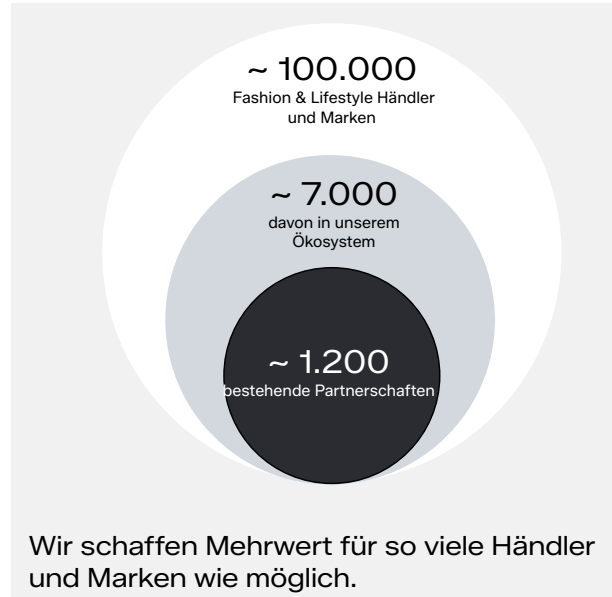 ~ 100.000
Fashion & Lifestyle Händler
und Marken
~ 7.000
davon in unserem
Ökosystem
~ 1.200
bestehende Partnerschaften
Wir schaffen Mehrwert für so viele Händler
und Marken wie möglich.